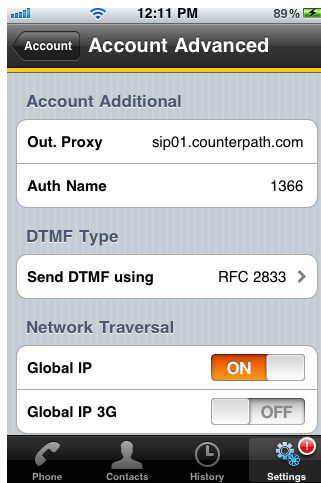 12:11 PM 89%
Account Account Advanced
Account Additional
Out. Proxy sip01.counterpath.com
Auth Name 1366
DTMF Type
Send DTMF using RFC 2833
Network Traversal
Global IP ON
Global IP 3G OFF
Phone Contacts History Settings